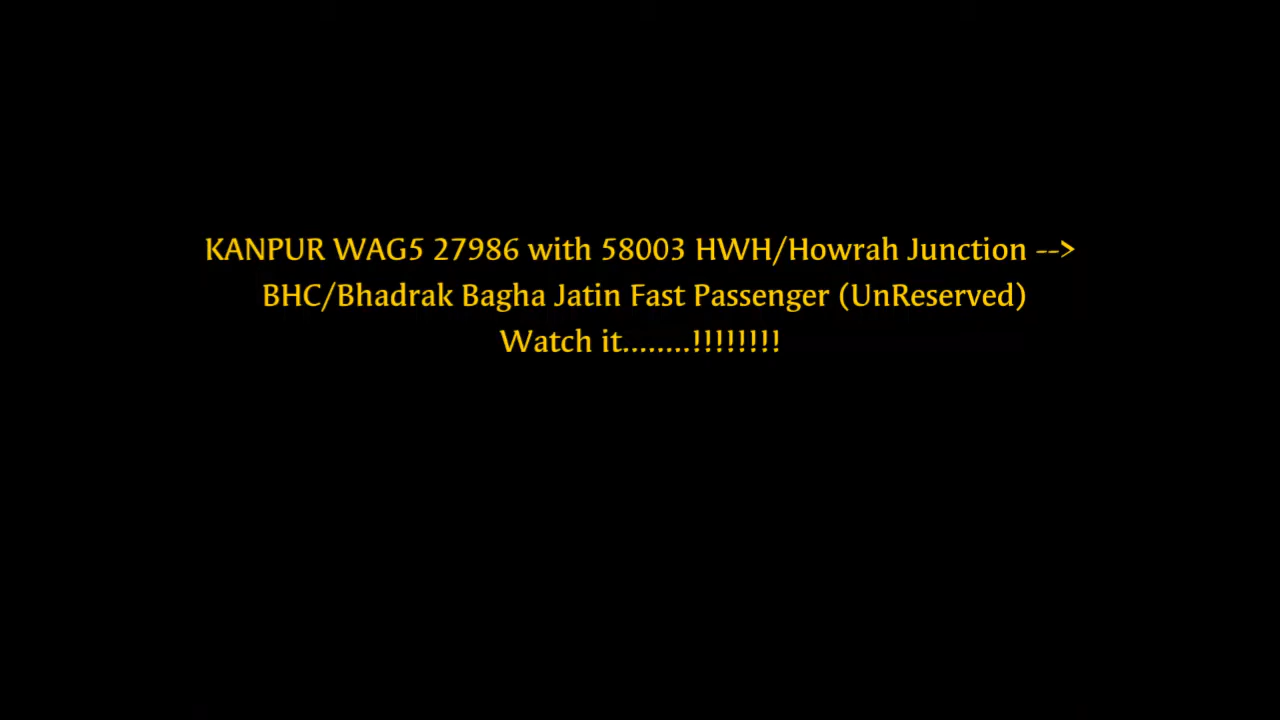 KANPUR WAG5 27986 with 58003 HWH/Howrah Junction -->
BHC/Bhadrak Bagha Jatin Fast Passenger (UnReserved)
Watch it........!!!!!!!!